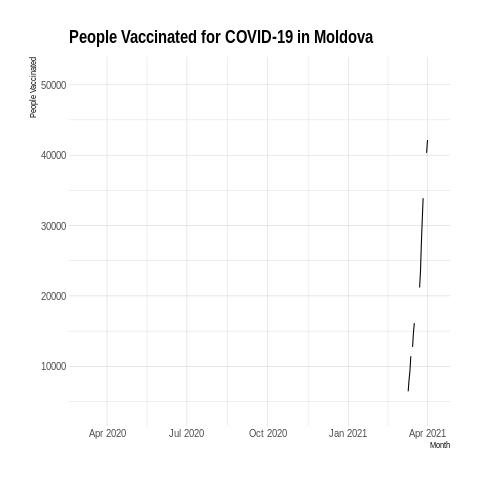 People Vaccinated for COVID-19 in Moldova
People Vaccinated
50000
40000
30000
20000
10000
Apr 2020 Jul 2020 Oct 2020 Jan 2021 Apr 2021
Month